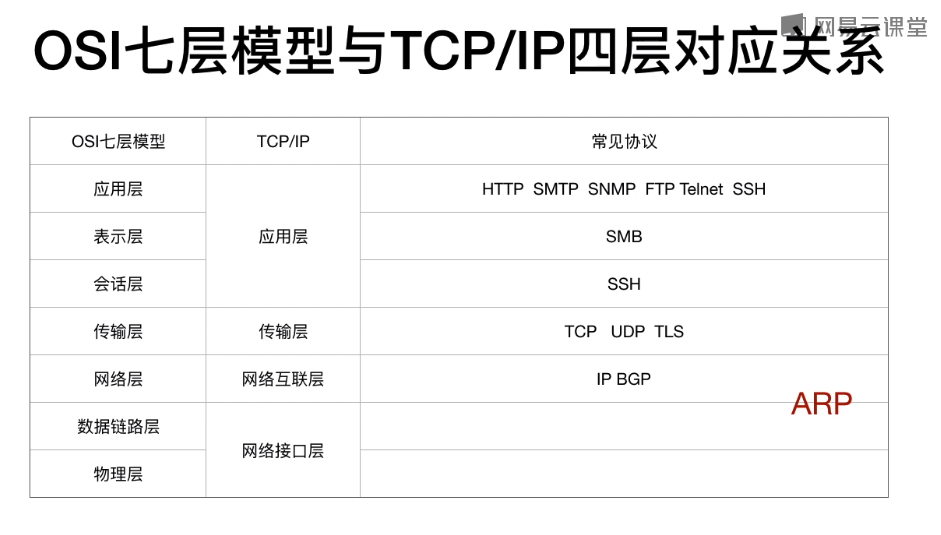 网易云课堂
OSI七层模型与TCP/IP四层对应关系
OSI七层模型 TCP/IP 常见协议
应用层 HTTP SMTP SNMP FTP Telnet SSH
表示层 应用层 SMB
会话层 SSH
传输层 传输层 TCP UDP TLS
网络层 网络互联层 IP BGP
ARP
数据链路层
网络接口层
物理层